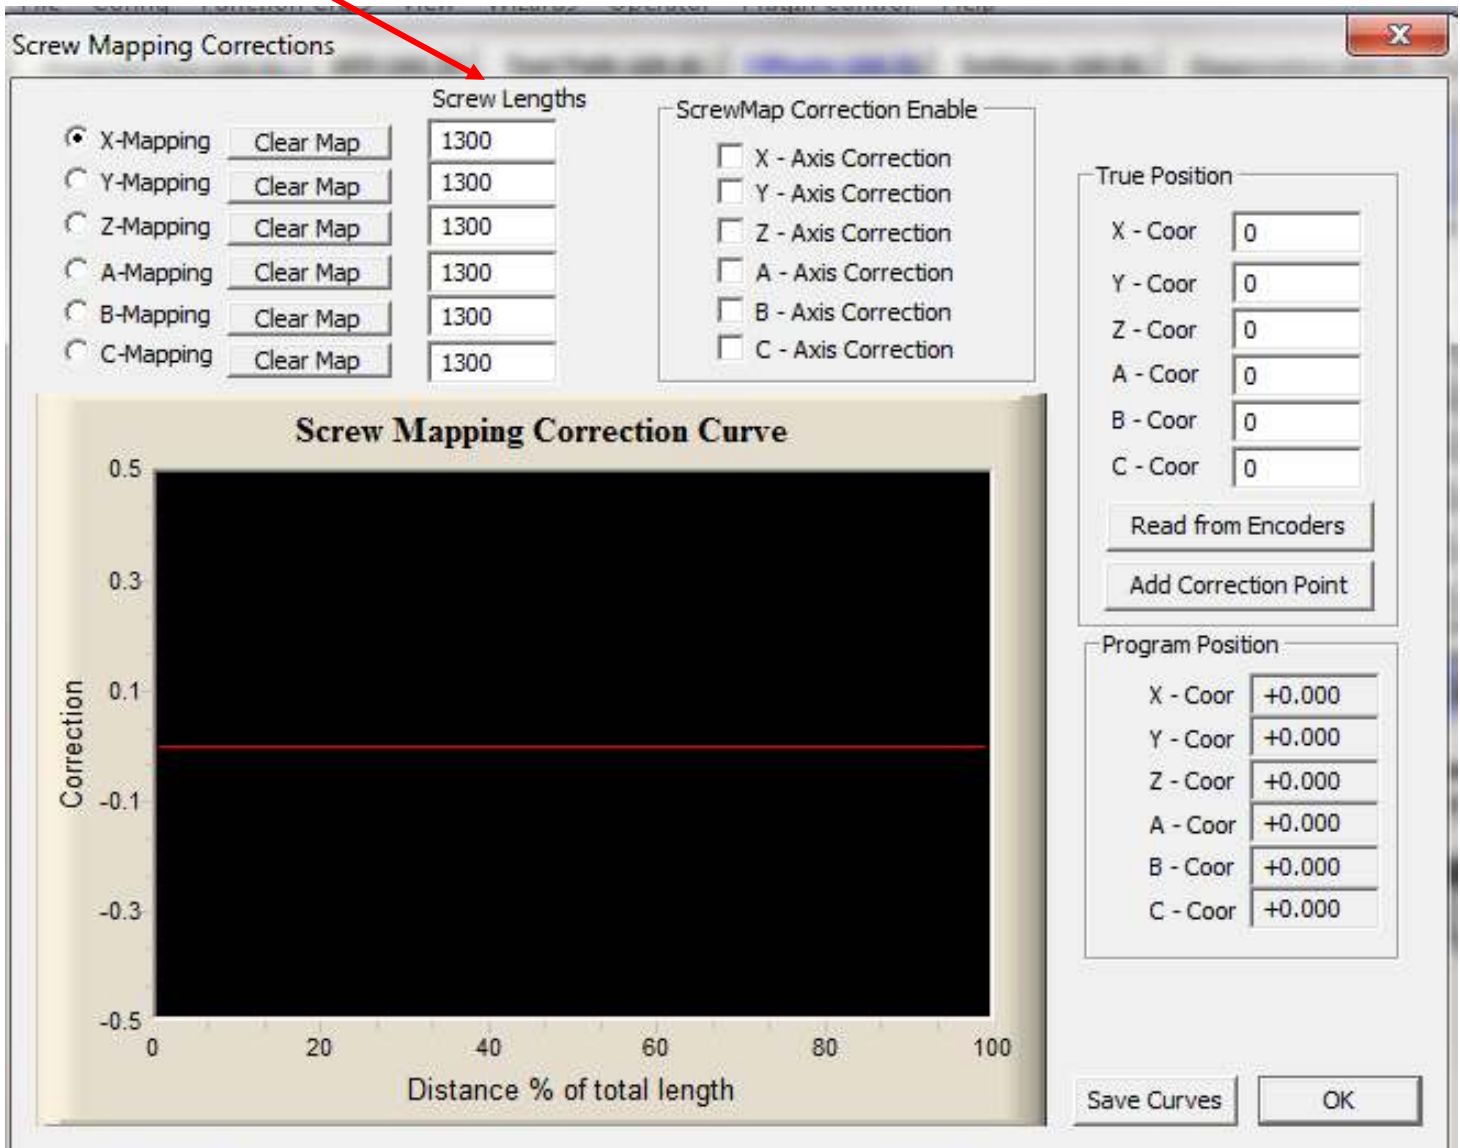 Screw Mapping Corrections
X
Screw Lengths
X-Mapping Clear Map 1300
Y-Mapping Clear Map 1300
Z-Mapping Clear Map 1300
A-Mapping Clear Map 1300
B-Mapping Clear Map 1300
C-Mapping Clear Map 1300
ScrewMap Correction Enable
X - Axis Correction
Y - Axis Correction
Z - Axis Correction
A - Axis Correction
B - Axis Correction
C - Axis Correction
True Position
X - Coor 0
Y - Coor 0
Z - Coor 0
A - Coor 0
B - Coor 0
C - Coor 0
Read from Encoders
Add Correction Point
Screw Mapping Correction Curve
Correction
0.5
0.3
0.1
-0.1
-0.3
-0.5
0 20 40 60 80 100
Distance % of total length
Program Position
X - Coor +0.000
Y - Coor +0.000
Z - Coor +0.000
A - Coor +0.000
B - Coor +0.000
C - Coor +0.000
Save Curves OK